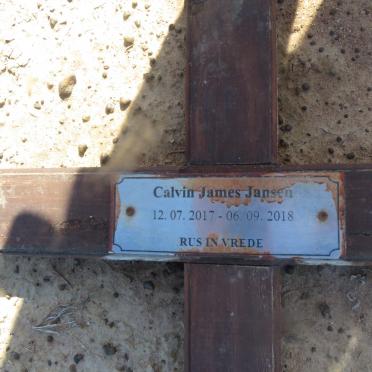 Calvin James Jansen
12. 07. 2017 - 06. 09. 2018
RUS IN VREDE